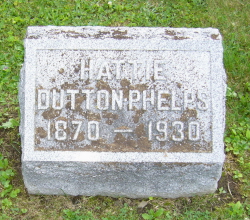 HATTIE
DUTTON PHELPS
1870 — 1930